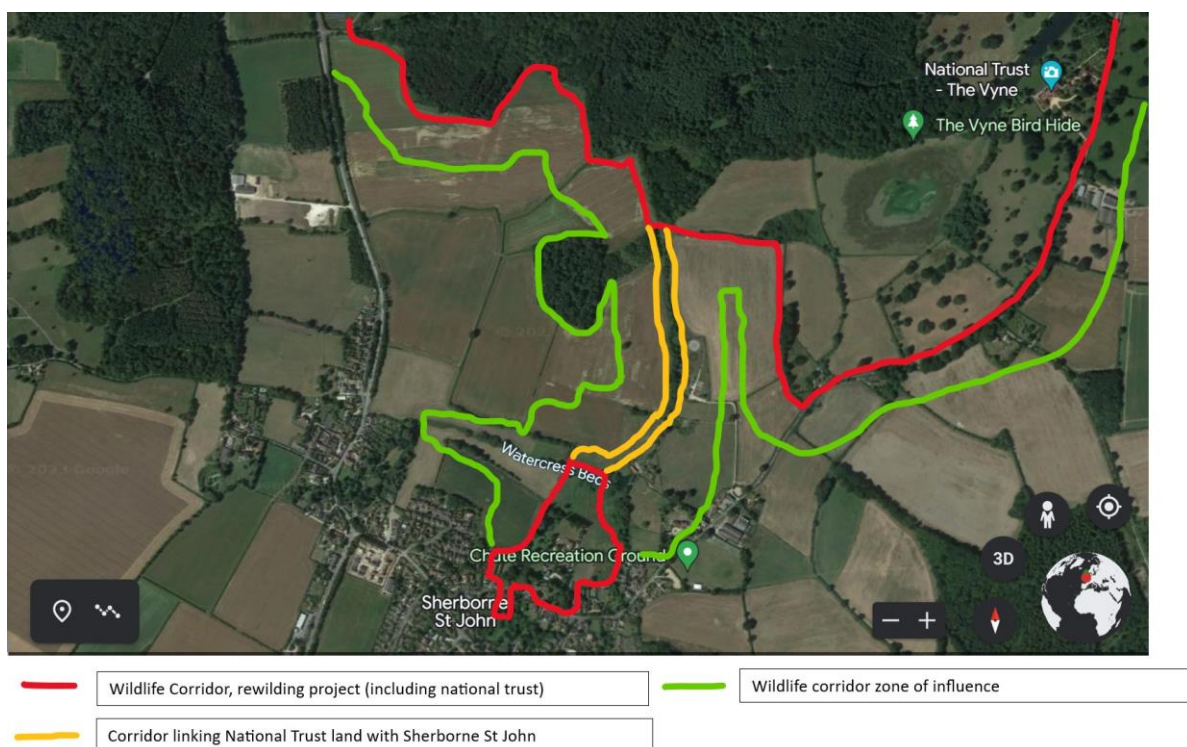 National Trust
- The Vyne
The Vyne Bird Hide
Watercress Beds
Chute Recreation Ground
Sherborne
St John
3D
Wildlife Corridor, rewilding project (including national trust)
Wildlife corridor zone of influence
Corridor linking National Trust land with Sherborne St John